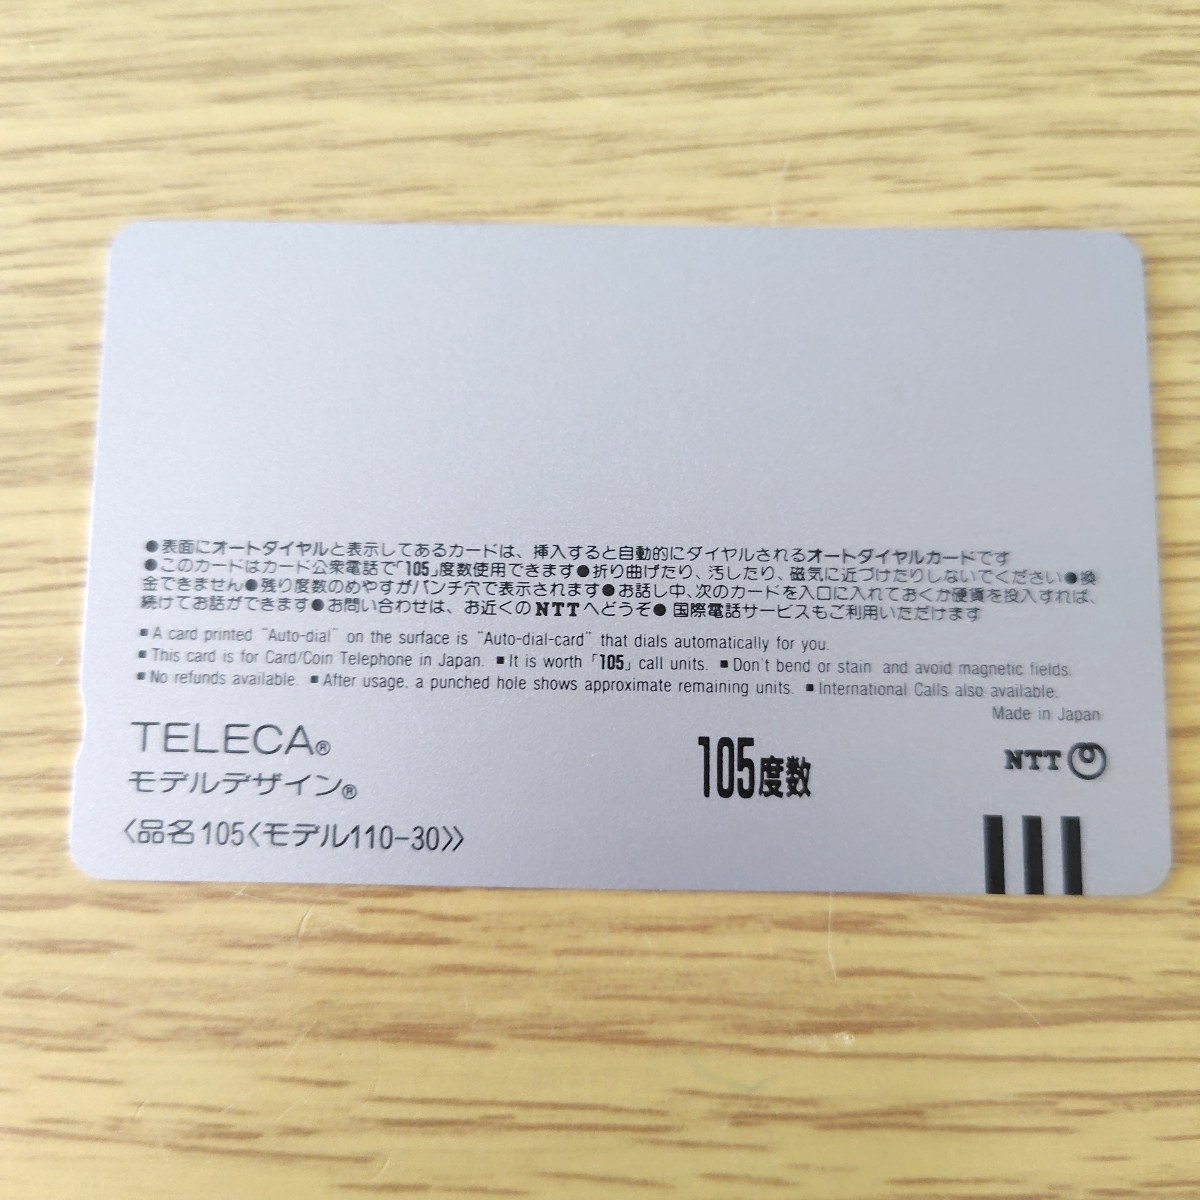 ●表面にオートダイヤルと表示してあるカードは、挿入すると自動的にダイヤルされるオートダイヤルカードです
●このカードはカード公衆電話で「105」度数使用できます●折り曲げたり、汚したり、磁気に近づけたりしないでください●換
金できません●残り度数のめやすがパンチ穴で表示されます●お話し中、次のカードを入口に入れておくか硬貨を投入すれば、
続けてお話ができます●お問い合わせは、お近くのNTTへどうぞ●国際電話サービスもご利用いただけます
■A card printed "Auto-dial" on the surface is "Auto-dial-card" that dials automatically for you.
■This card is for Card/Coin Telephone in Japan. ■It is worth「105」call units. ■Don't bend or stain and avoid magnetic fields.
■No refunds available. ■After usage, a punched hole shows approximate remaining units. ■International Calls also available.
Made in Japan
TELECA®
モデルデザイン®
〈品名105〈モデル110-30〉〉
105度数
NTT